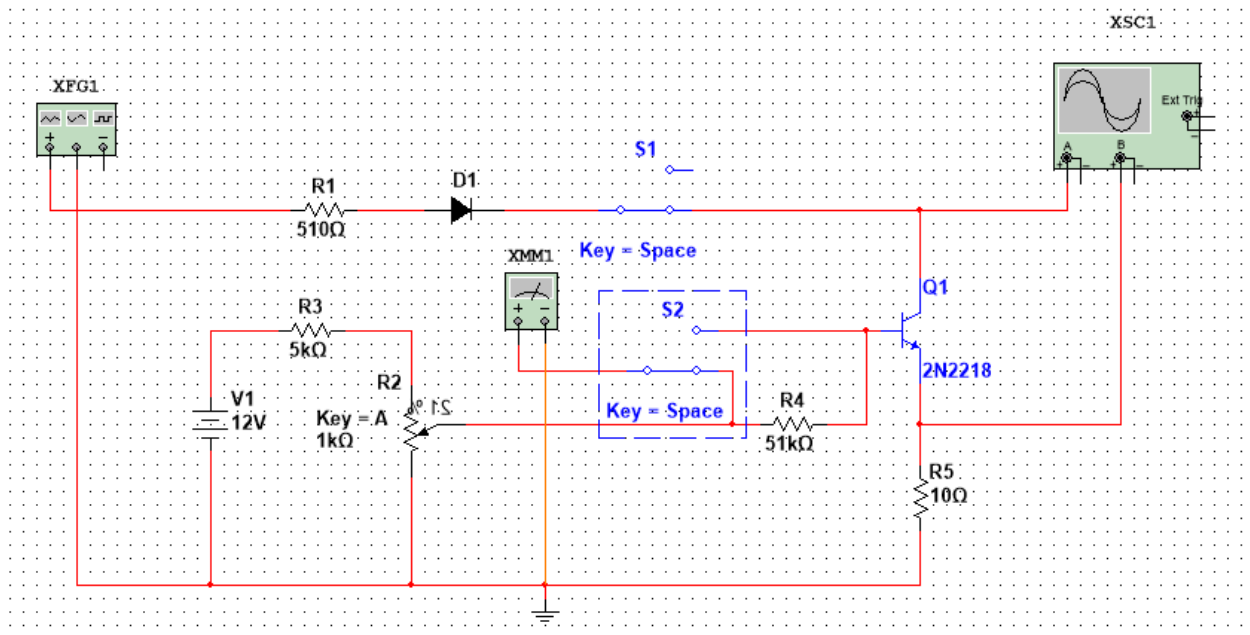 XSC1
XFG1
Ext Trig
A
B
S1
D1
R1
510Ω
Key = Space
XMM1
Q1
S2
2N2218
R3
5kΩ
R2
21 %
Key = A
1kΩ
V1
12V
Key = Space
R4
51kΩ
R5
10Ω